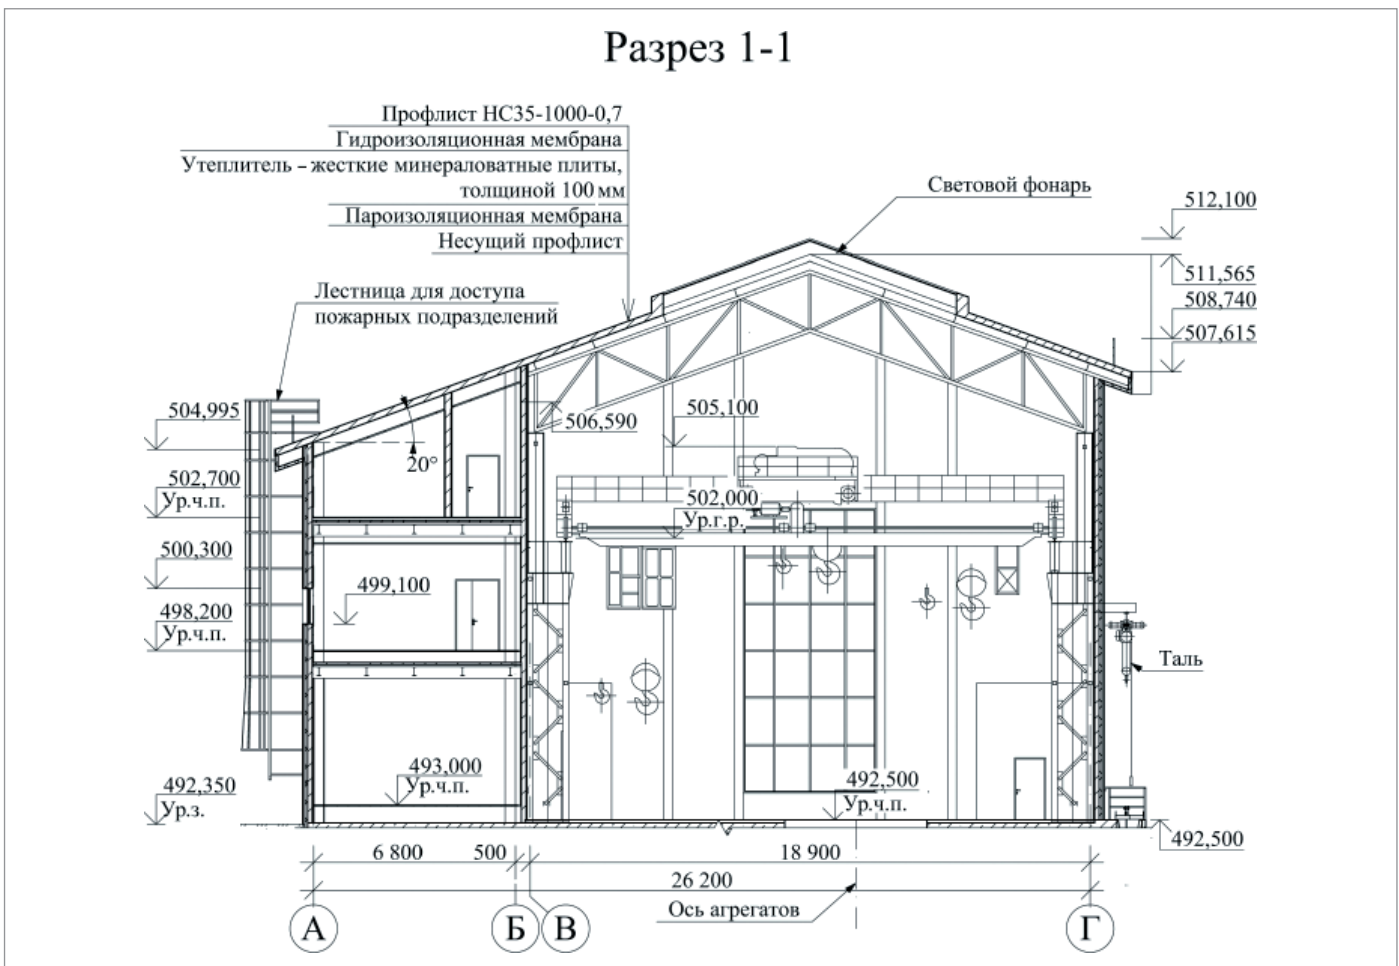 Разрез 1-1
Профлист НС35-1000-0,7
Гидроизоляционная мембрана
Утеплитель – жесткие минераловатные плиты,
толщиной 100 мм
Пароизоляционная мембрана
Несущий профлист
Световой фонарь
512,100
511,565
508,740
507,615
Лестница для доступа
пожарных подразделений
504,995
506,590
505,100
20°
502,700
Ур.ч.п.
502,000
Ур.г.р.
500,300
499,100
498,200
Ур.ч.п.
Таль
493,000
Ур.ч.п.
492,500
Ур.ч.п.
492,350
Ур.з.
492,500
6 800
500
18 900
26 200
Ось агрегатов
А
Б
В
Г